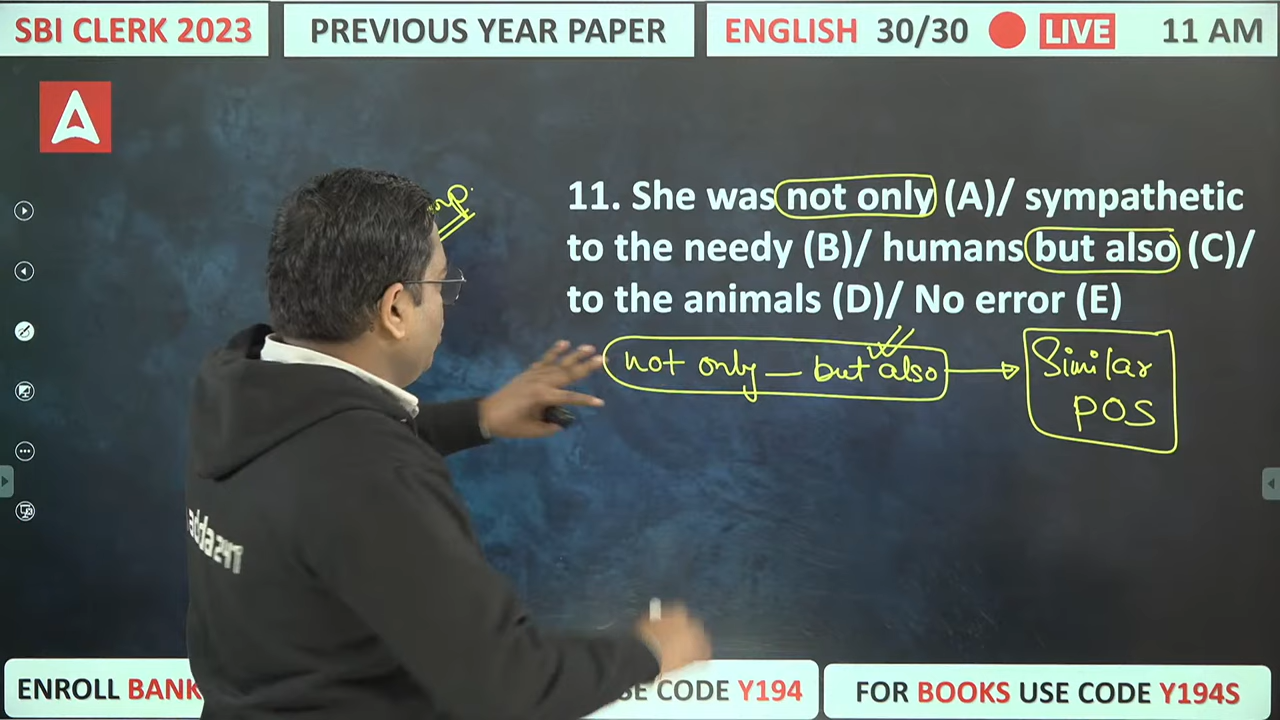 SBI CLERK 2023
PREVIOUS YEAR PAPER
ENGLISH 30/30 LIVE 11 AM
11. She was not only (A)/ sympathetic
to the needy (B)/ humans but also (C)/
to the animals (D)/ No error (E)
not only — but also
Similar
POS
ENROLL BANK
USE CODE Y194
FOR BOOKS USE CODE Y194S